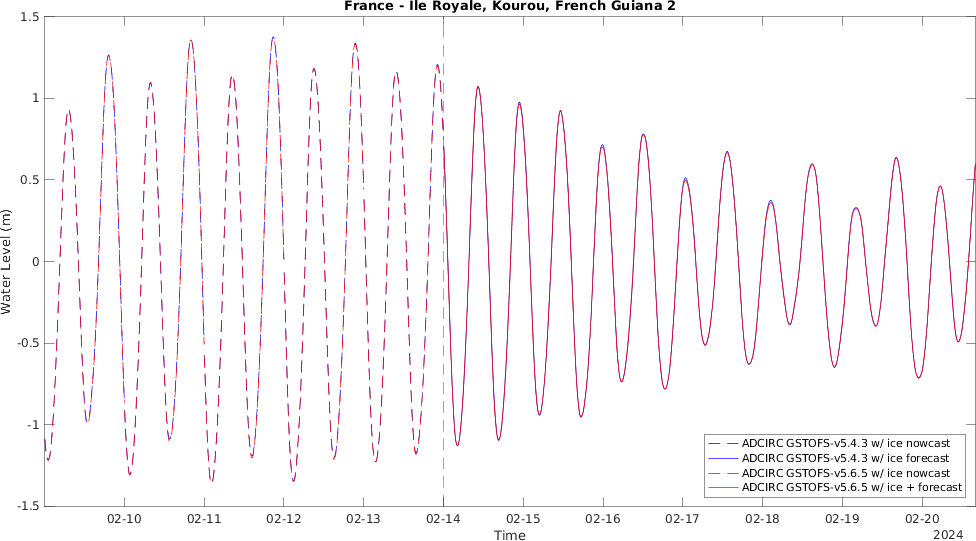 France - Ile Royale, Kourou, French Guiana 2
1.5
1
0.5
0
-0.5
-1
-1.5
Water Level (m)
ADCIRC GSTOFS-v5.4.3 w/ ice nowcast
ADCIRC GSTOFS-v5.4.3 w/ ice forecast
ADCIRC GSTOFS-v5.6.5 w/ ice nowcast
ADCIRC GSTOFS-v5.6.5 w/ ice + forecast
02-10 02-11 02-12 02-13 02-14 02-15 02-16 02-17 02-18 02-19 02-20
Time
2024